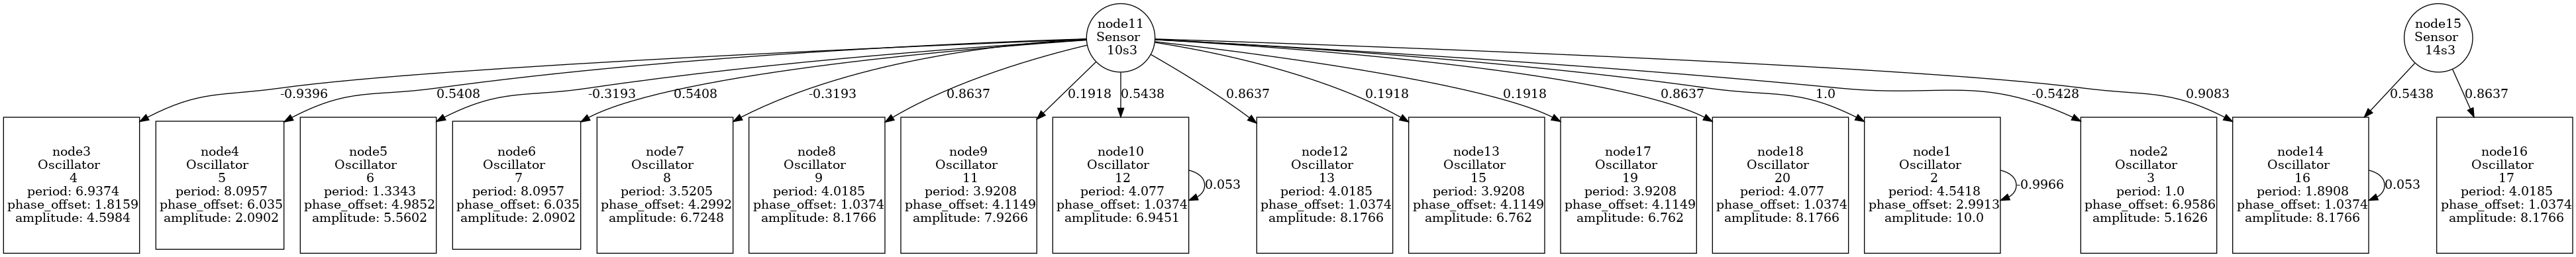 node11
Sensor
10s3
node15
Sensor
14s3
-0.9396
0.5408
-0.3193
0.5408
-0.3193
0.8637
0.1918
0.5438
0.8637
0.1918
0.1918
0.8637
1.0
-0.5428
0.9083
0.5438
0.8637
node3
Oscillator
4
period: 6.9374
phase_offset: 1.8159
amplitude: 4.5984
node4
Oscillator
5
period: 8.0957
phase_offset: 6.035
amplitude: 2.0902
node5
Oscillator
6
period: 1.3343
phase_offset: 4.9852
amplitude: 5.5602
node6
Oscillator
7
period: 8.0957
phase_offset: 6.035
amplitude: 2.0902
node7
Oscillator
8
period: 3.5205
phase_offset: 4.2992
amplitude: 6.7248
node8
Oscillator
9
period: 4.0185
phase_offset: 1.0374
amplitude: 8.1766
node9
Oscillator
11
period: 3.9208
phase_offset: 4.1149
amplitude: 7.9266
node10
Oscillator
12
period: 4.077
phase_offset: 1.0374
amplitude: 6.9451
0.053
node12
Oscillator
13
period: 4.0185
phase_offset: 1.0374
amplitude: 8.1766
node13
Oscillator
15
period: 3.9208
phase_offset: 4.1149
amplitude: 6.762
node17
Oscillator
19
period: 3.9208
phase_offset: 4.1149
amplitude: 6.762
node18
Oscillator
20
period: 4.077
phase_offset: 1.0374
amplitude: 8.1766
node1
Oscillator
2
period: 4.5418
phase_offset: 2.9913
amplitude: 10.0
-0.9966
node2
Oscillator
3
period: 1.0
phase_offset: 6.9586
amplitude: 5.1626
node14
Oscillator
16
period: 1.8908
phase_offset: 1.0374
amplitude: 8.1766
0.053
node16
Oscillator
17
period: 4.0185
phase_offset: 1.0374
amplitude: 8.1766